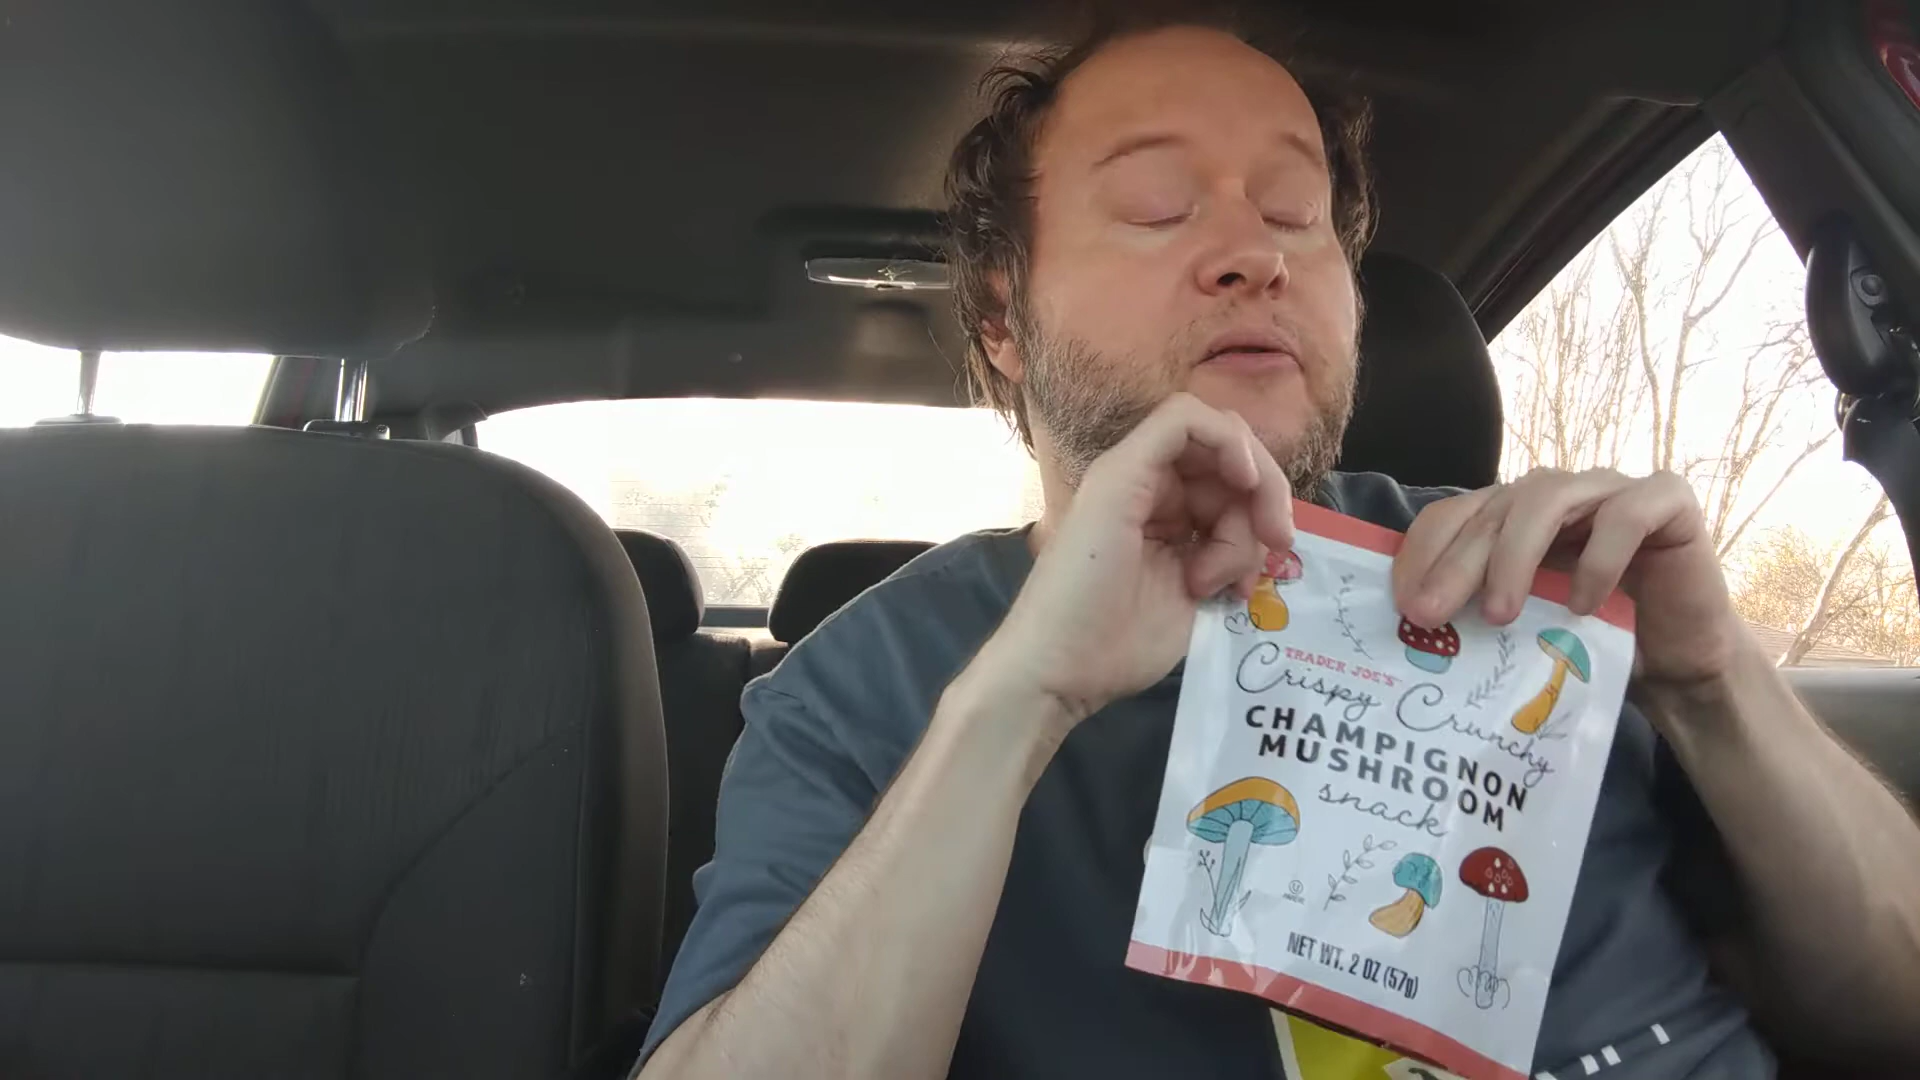 TRADER JOE'S
Crispy Crunchy
CHAMPIGNON
MUSHROOM
snack
U
NET WT. 2 OZ (57g)